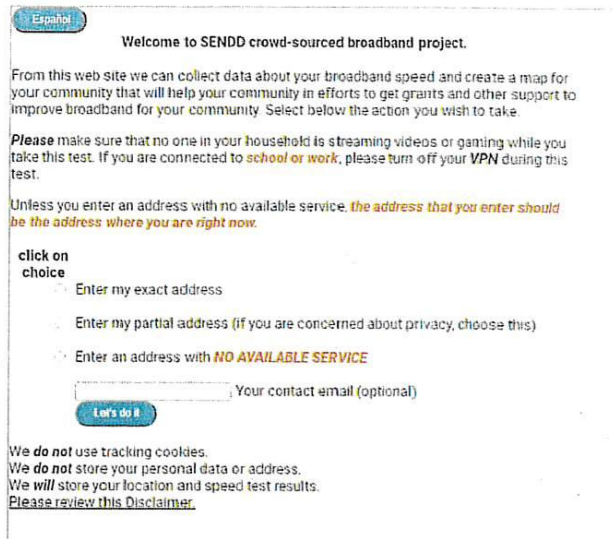 Español
Welcome to SENDD crowd-sourced broadband project.
From this web site we can collect data about your broadband speed and create a map for
your community that will help your community in efforts to get grants and other support to
improve broadband for your community. Select below the action you wish to take.
Please make sure that no one in your household is streaming videos or gaming while you
take this test. If you are connected to school or work, please turn off your VPN during this
test.
Unless you enter an address with no available service, the address that you enter should
be the address where you are right now.
click on
choice
Enter my exact address
Enter my partial address (if you are concerned about privacy, choose this)
Enter an address with NO AVAILABLE SERVICE
Your contact email (optional)
Let's do it
We do not use tracking cookies.
We do not store your personal data or address.
We will store your location and speed test results.
Please review this Disclaimer.